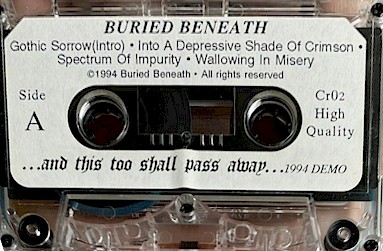 BURIED BENEATH
Gothic Sorrow(Intro) • Into A Depressive Shade Of Crimson •
Spectrum Of Impurity • Wallowing In Misery
©1994 Buried Beneath • All rights reserved
Side
A
CrO2
High
Quality
...and this too shall pass away...1994 DEMO